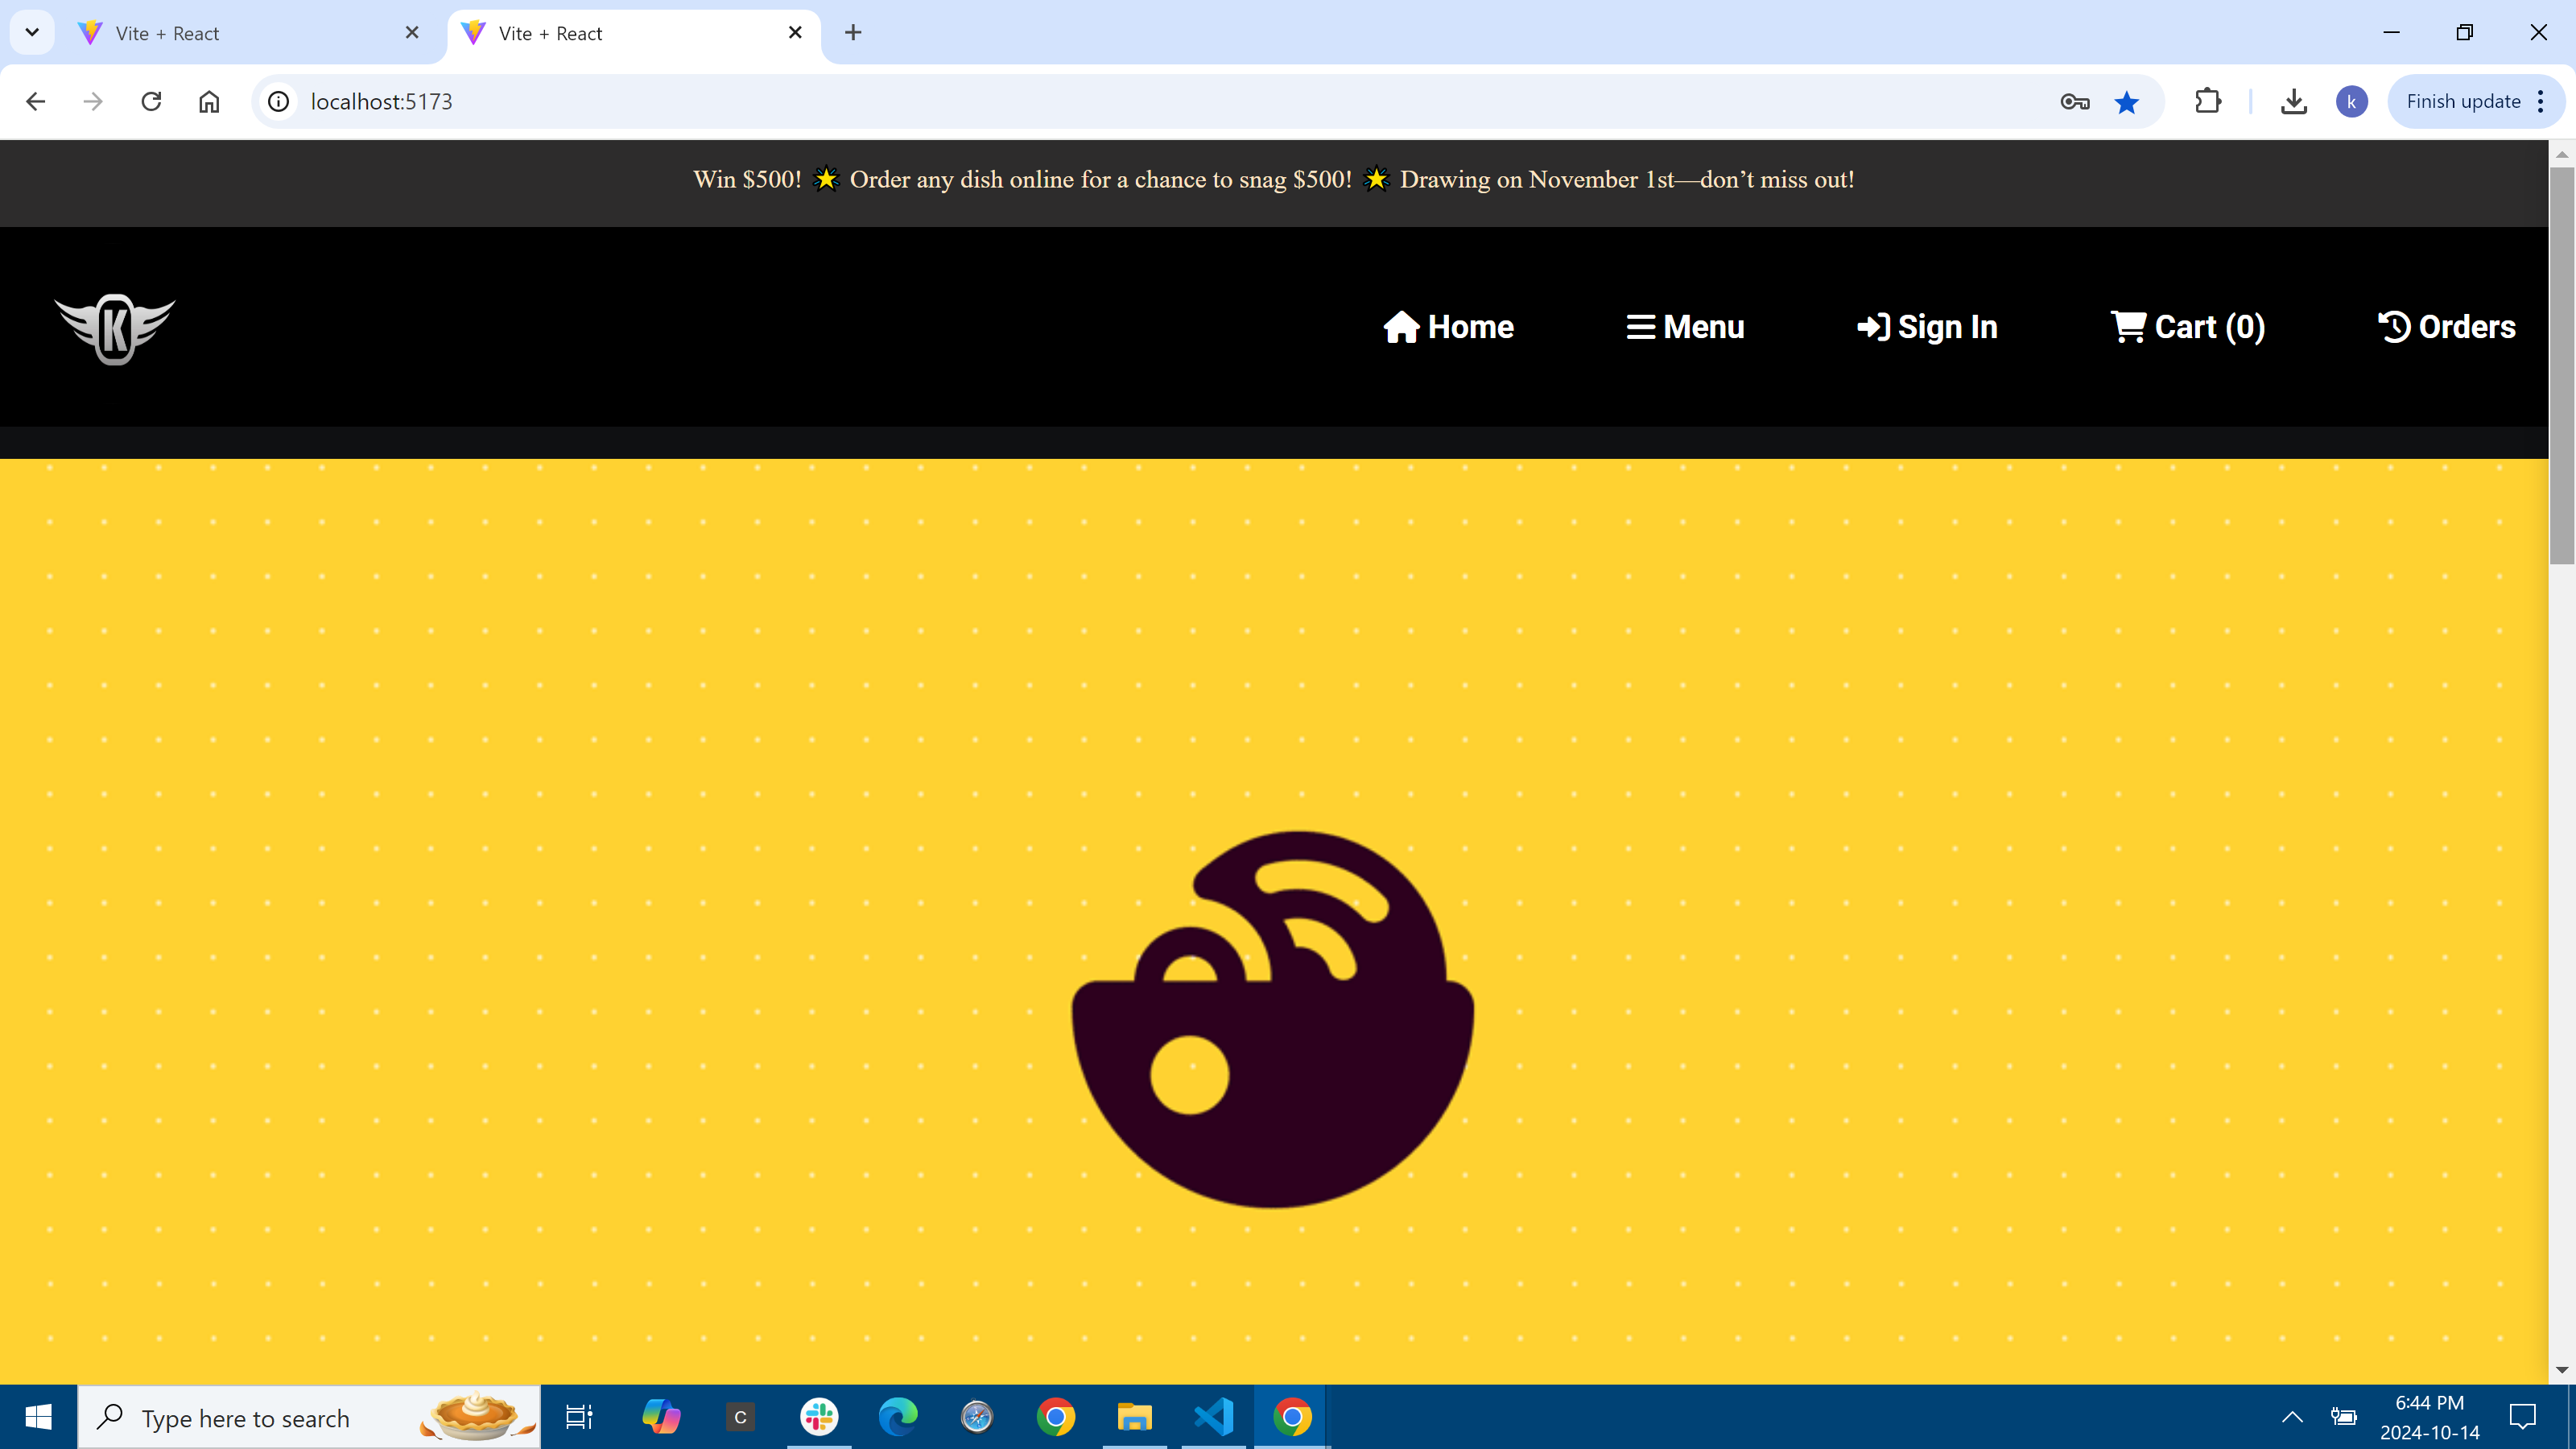 Vite + React
Vite + React
localhost:5173
k
Finish update
Win $500! 🌟 Order any dish online for a chance to snag $500! 🌟 Drawing on November 1st—don’t miss out!
K
Home
Menu
Sign In
Cart (0)
Orders
Type here to search
C
6:44 PM
2024-10-14